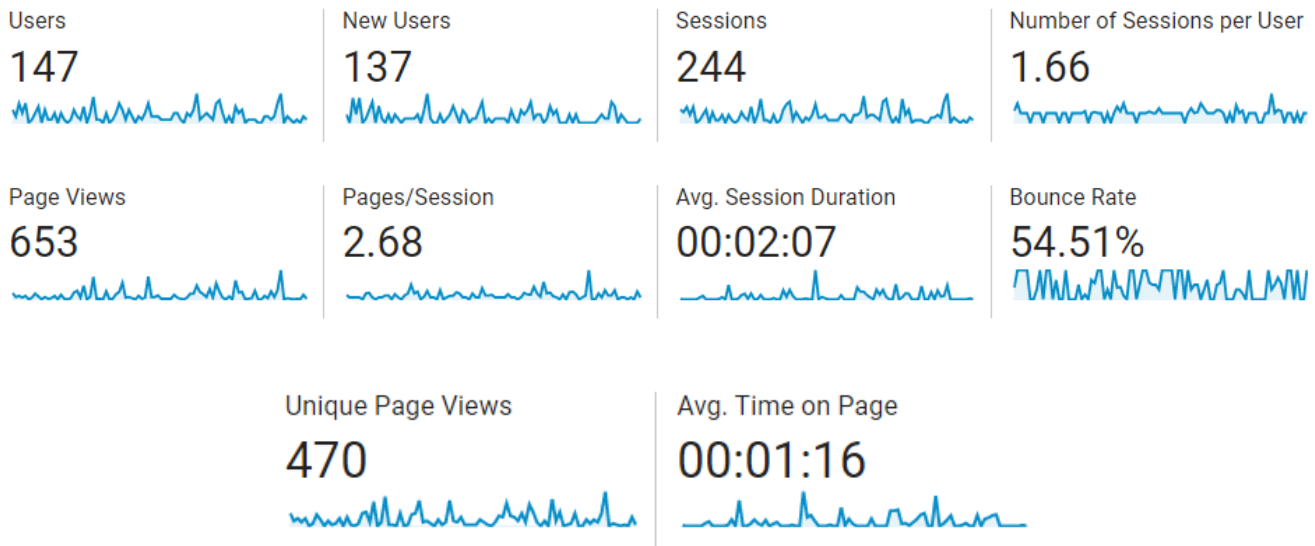 Users
147
New Users
137
Sessions
244
Number of Sessions per User
1.66
Page Views
653
Pages/Session
2.68
Avg. Session Duration
00:02:07
Bounce Rate
54.51%
Unique Page Views
470
Avg. Time on Page
00:01:16